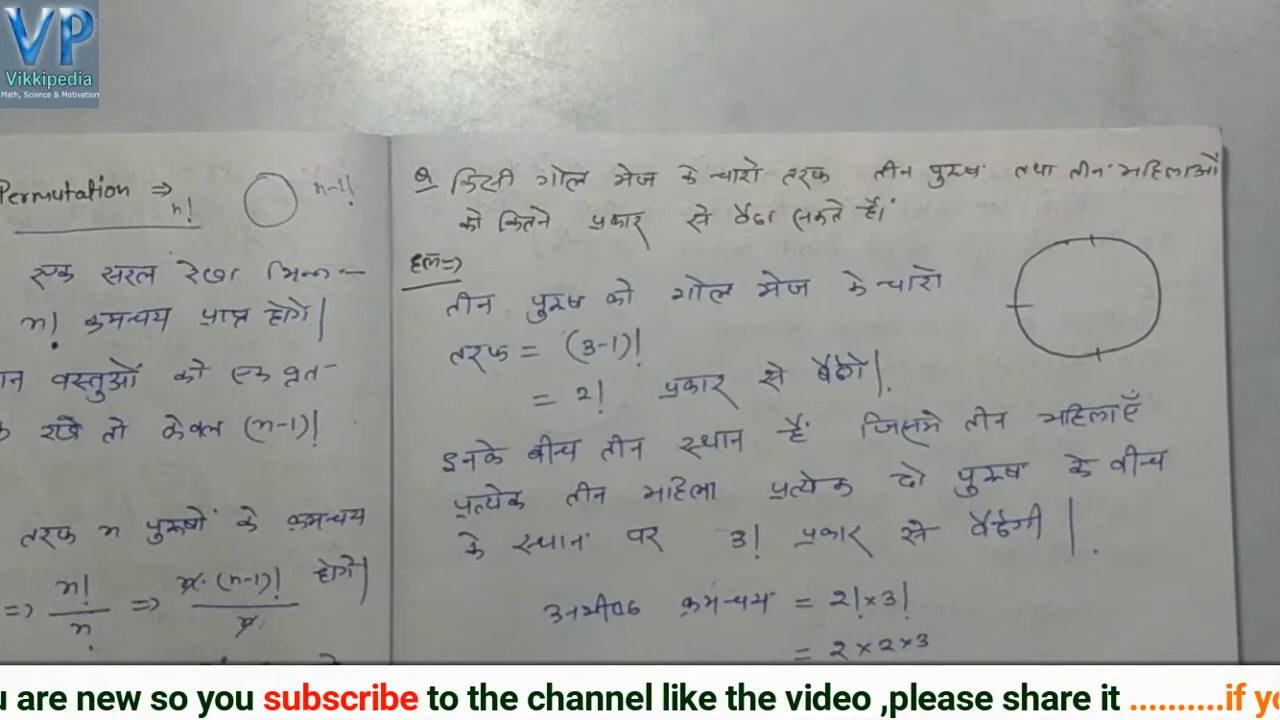 VP
Vikkipedia
Math, Science & Motivation
Permutation ⇒
n!
n-1!
एक सरल रेखा भिन्न-
n! क्रमचय प्राप्त होंगे|
वस्तुओं को एक वृत-
रखे तो केवल (n-1)!
तरफ n पुरूषों के क्रमचय
=> n!/n => n.(n-1)!/n होंगे|
Q किसी गोल मेज के चारो तरफ तीन पुरूष तथा तीन महिलाओं
को कितने प्रकार से बैठा सकते हैं।
हल=>
तीन पुरूष को गोल मेज के चारो
तरफ = (3-1)!
= 2! प्रकार से बैठेगे|.
इनके बीच तीन स्थान हैं जिसमे तीन महिलाएँ
प्रत्येक तीन महिला प्रत्येक दो पुरूष के बीच
के स्थान पर 3! प्रकार से बैठेगी|.
अभीष्ठ क्रमचय = 2!×3!
= 2×2×3
u are new so you subscribe to the channel like the video ,please share it ..........if yo